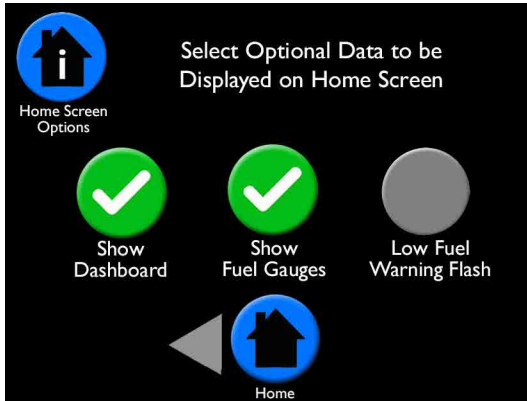 Select Optional Data to be
Displayed on Home Screen
i
Home Screen
Options
Show
Dashboard
Show
Fuel Gauges
Low Fuel
Warning Flash
Home